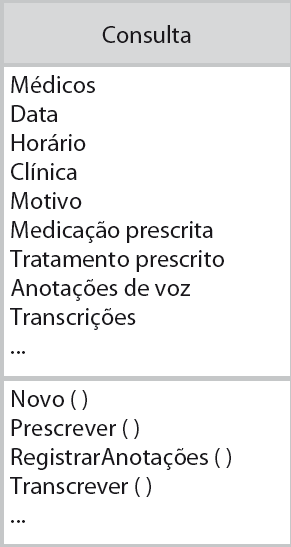 Consulta
Médicos
Data
Horário
Clínica
Motivo
Medicação prescrita
Tratamento prescrito
Anotações de voz
Transcrições
...
Novo ( )
Prescrever ( )
RegistrarAnotações ( )
Transcrever ( )
...